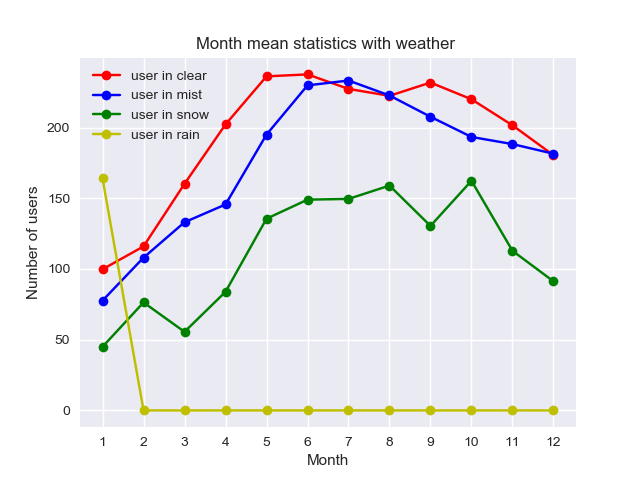 Month mean statistics with weather
user in clear
user in mist
user in snow
user in rain
Number of users
200
150
100
50
0
1 2 3 4 5 6 7 8 9 10 11 12
Month